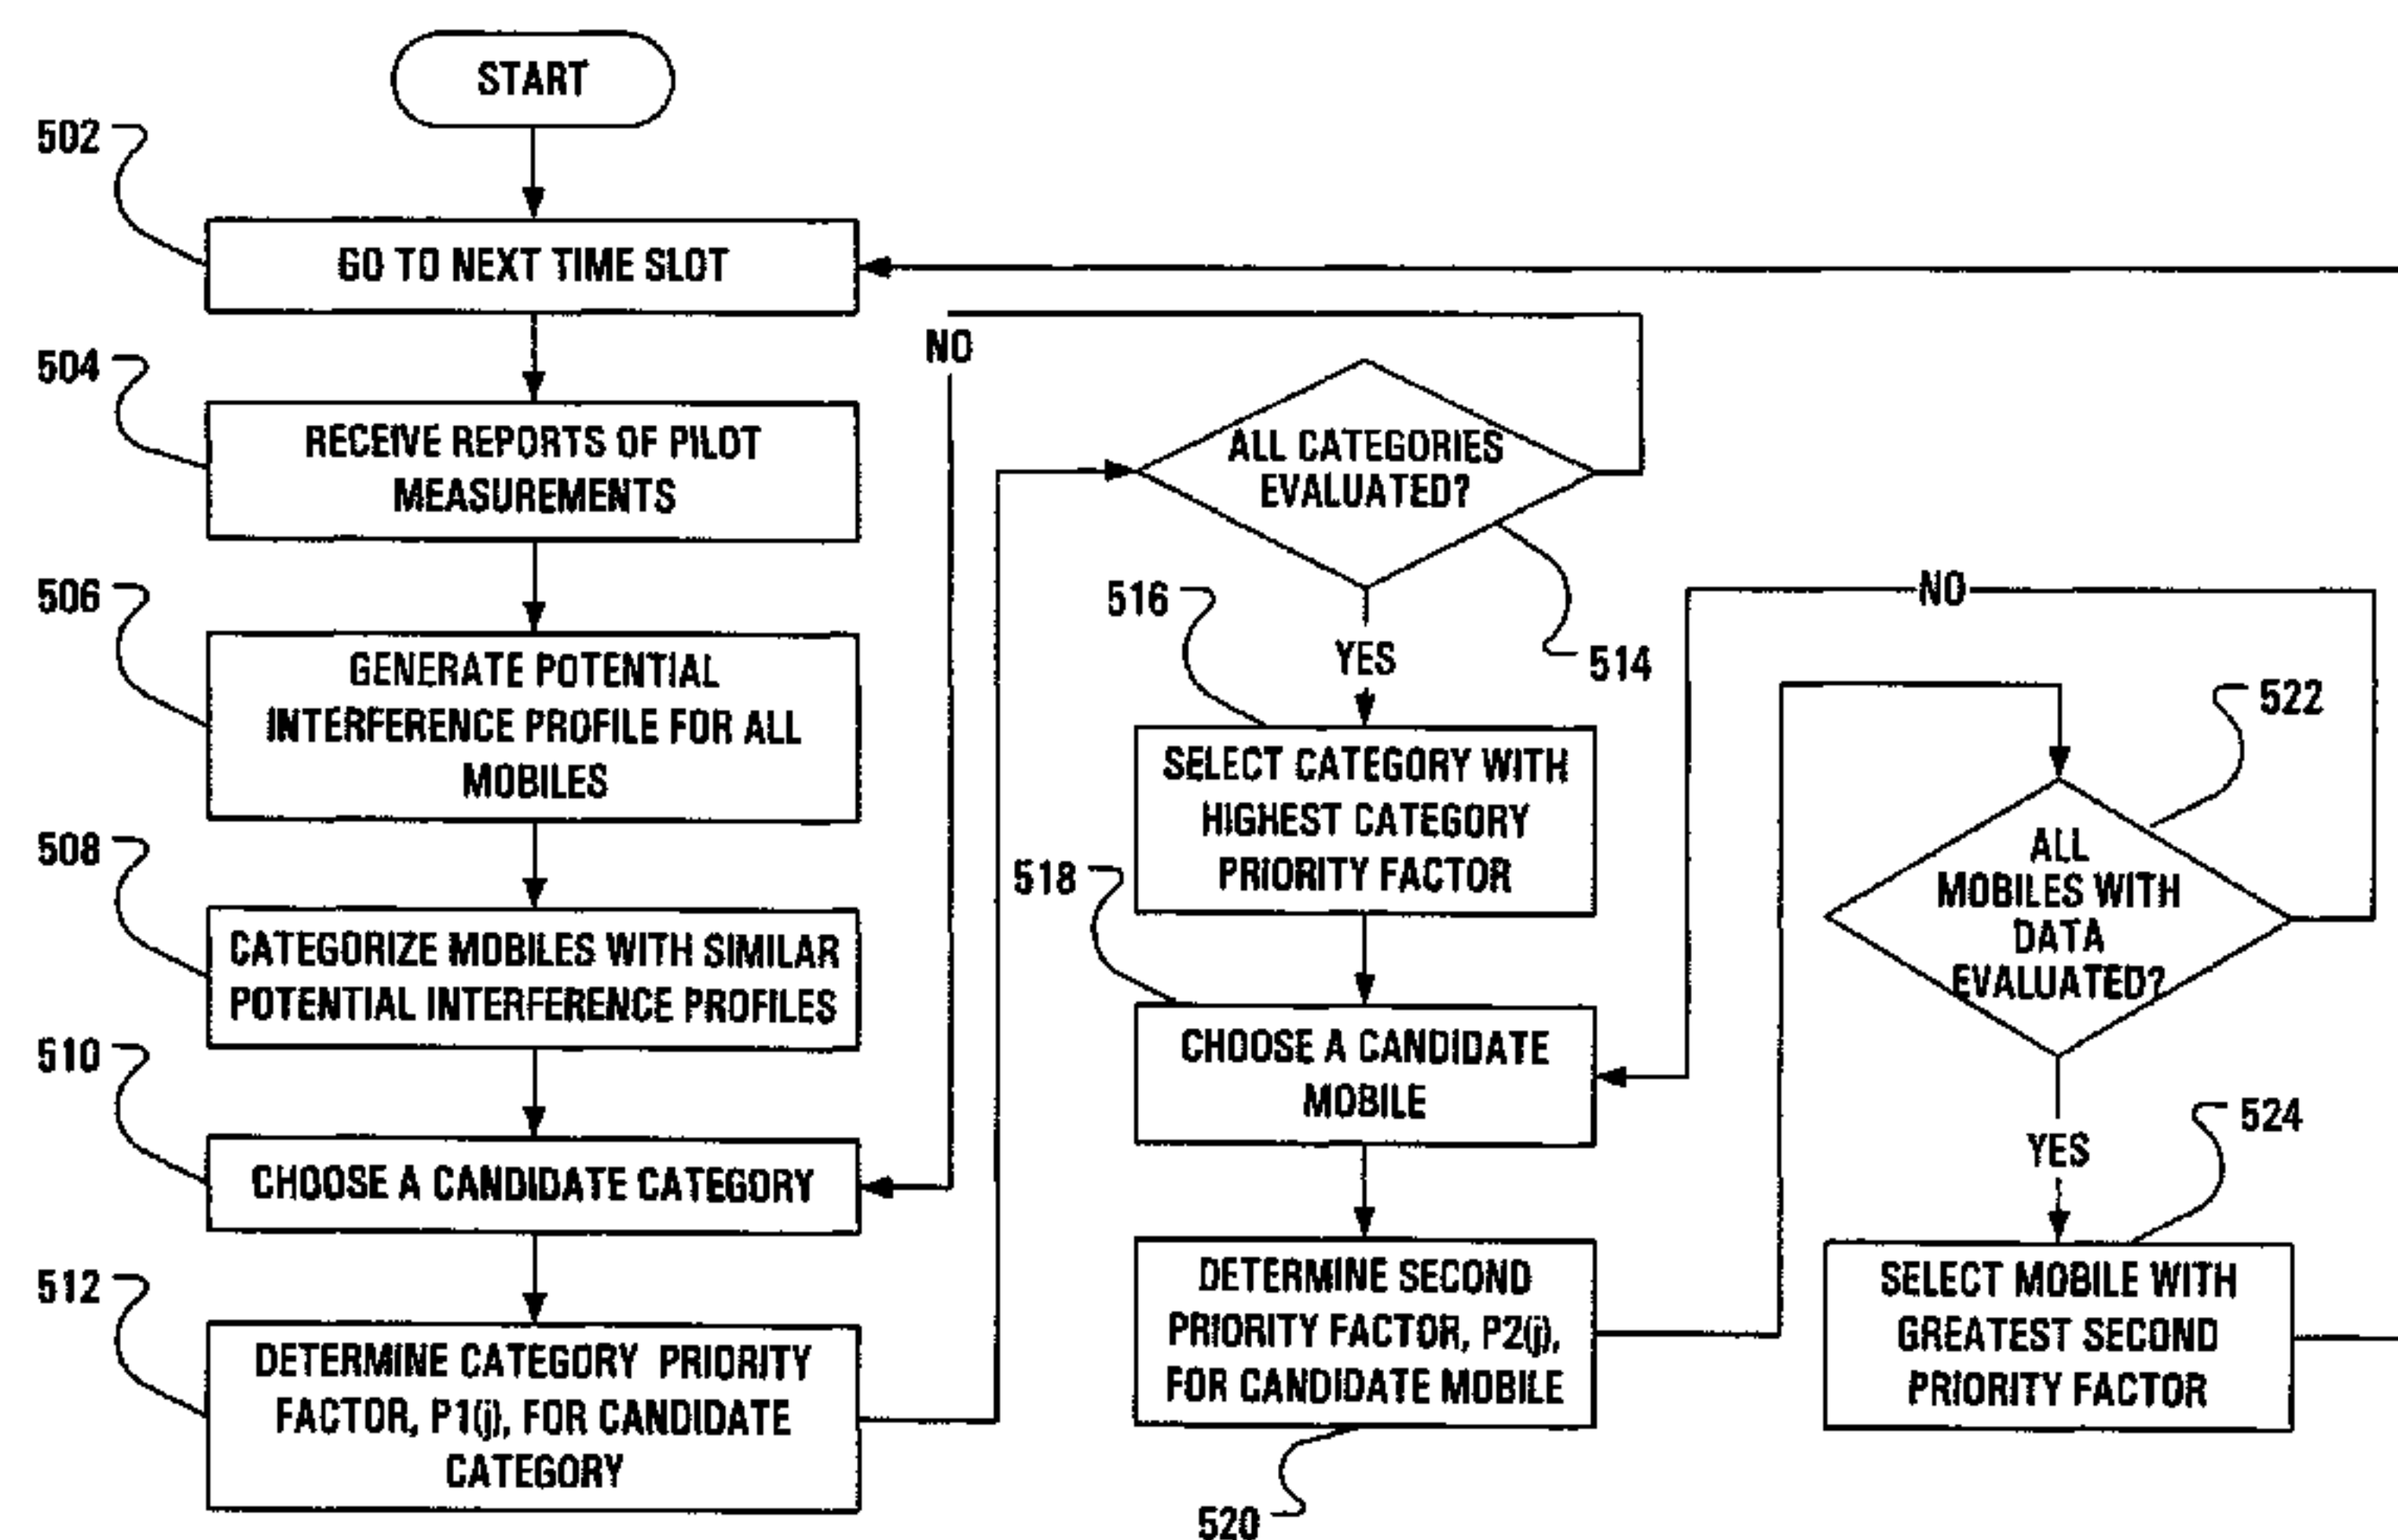 START
502
GO TO NEXT TIME SLOT
504
RECEIVE REPORTS OF PILOT
MEASUREMENTS
506
GENERATE POTENTIAL
INTERFERENCE PROFILE FOR ALL
MOBILES
508
CATEGORIZE MOBILES WITH SIMILAR
POTENTIAL INTERFERENCE PROFILES
510
CHOOSE A CANDIDATE CATEGORY
512
DETERMINE CATEGORY PRIORITY
FACTOR, P1(j), FOR CANDIDATE
CATEGORY
NO
ALL CATEGORIES
EVALUATED?
514
YES
516
SELECT CATEGORY WITH
HIGHEST CATEGORY
PRIORITY FACTOR
518
CHOOSE A CANDIDATE
MOBILE
DETERMINE SECOND
PRIORITY FACTOR, P2(j),
FOR CANDIDATE MOBILE
520
NO
522
ALL
MOBILES WITH
DATA
EVALUATED?
YES
524
SELECT MOBILE WITH
GREATEST SECOND
PRIORITY FACTOR